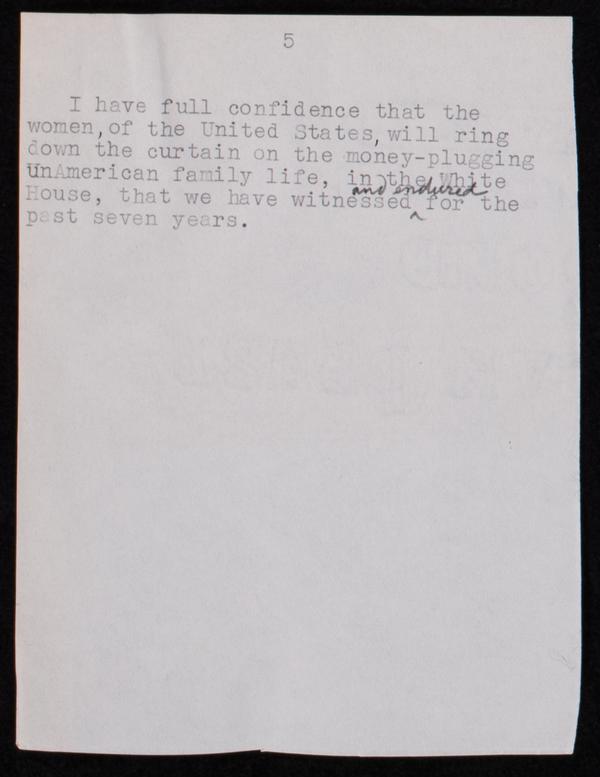 5
I have full confidence that the
women, of the United States, will ring
down the curtain on the money-plugging
UnAmerican family life, in the White
and endured
House, that we have witnessed ^ for the
past seven years.